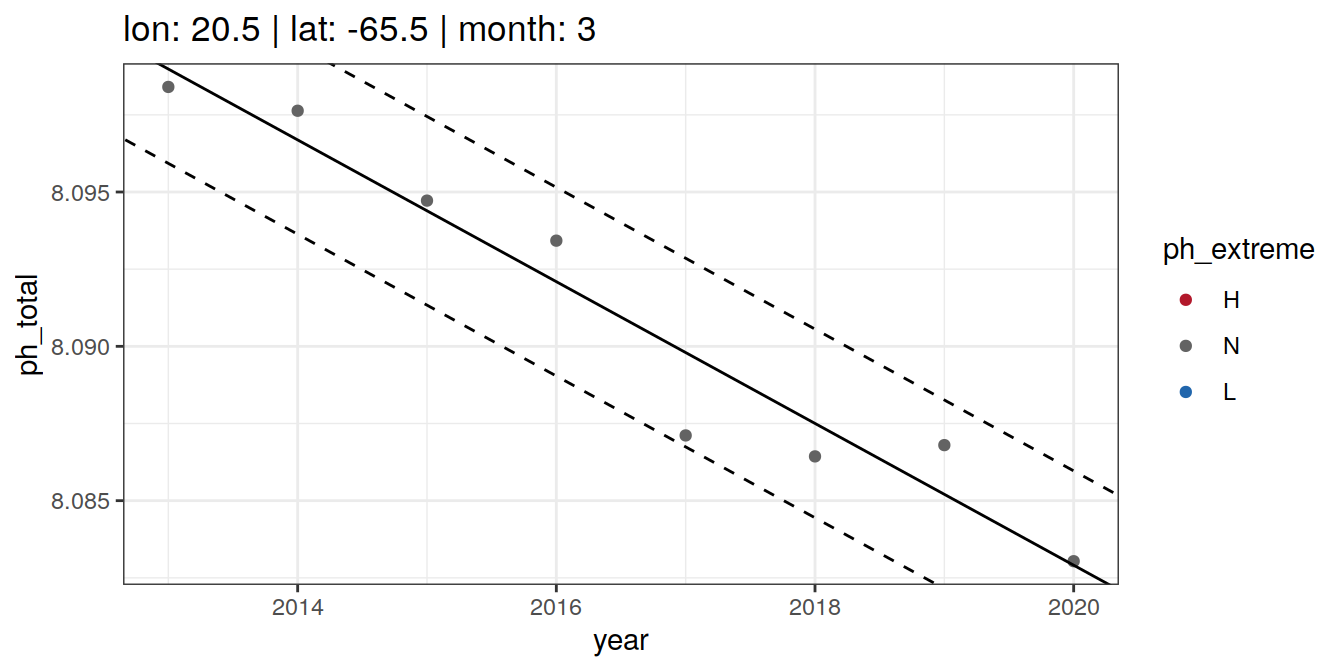 lon: 20.5 | lat: -65.5 | month: 3
8.095
8.090
8.085
ph_total
2014
2016
2018
2020
year
ph_extreme
H
N
L